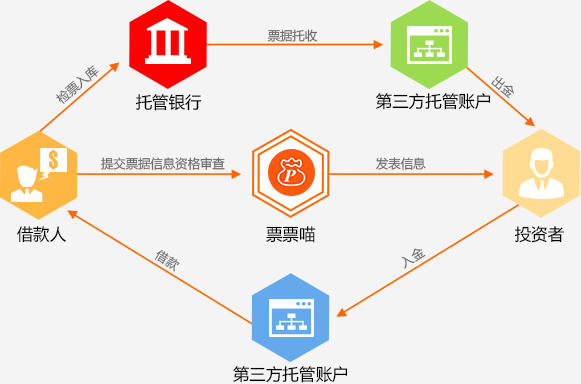 票据托收
检票入库
托管银行
第三方托管账户
出金
提交票据信息资格审查
发表信息
$
P
借款人
票票喵
投资者
借款
入金
第三方托管账户